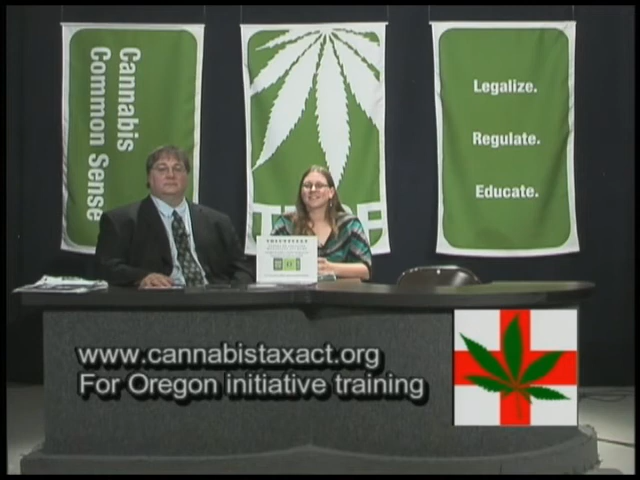 Cannabis
Common Sense
Legalize.
Regulate.
Educate.
www.cannabistaxact.org
For Oregon initiative training